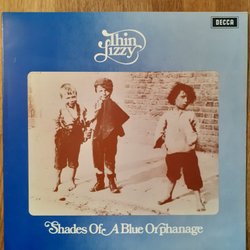 Thin
Lizzy
DECCA
Shades Of A Blue Orphanage